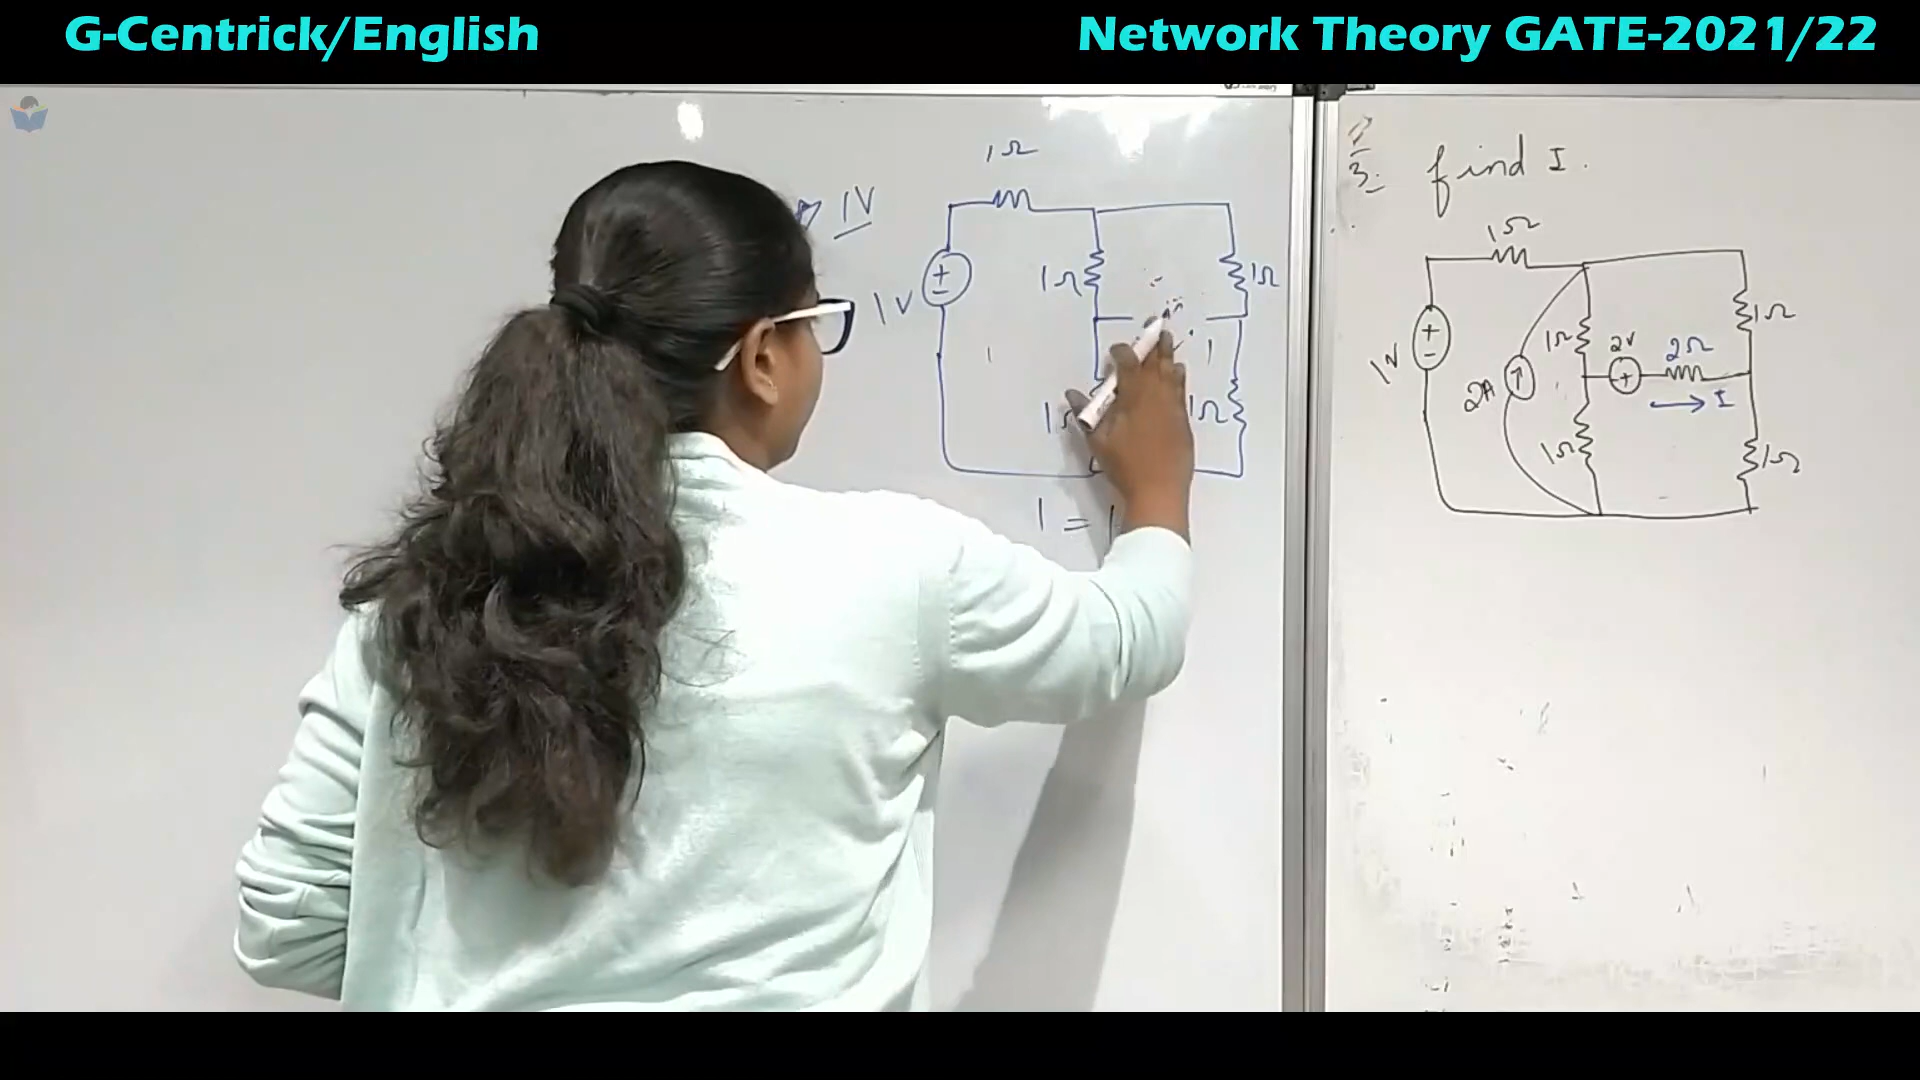 G-Centrick/English
Network Theory GATE-2021/22
1V
1Ω
1V
1Ω
1Ω
1Ω
1 =
3. find I.
1Ω
1V
2A
1Ω
2V
2Ω
I
1Ω
1Ω
1Ω